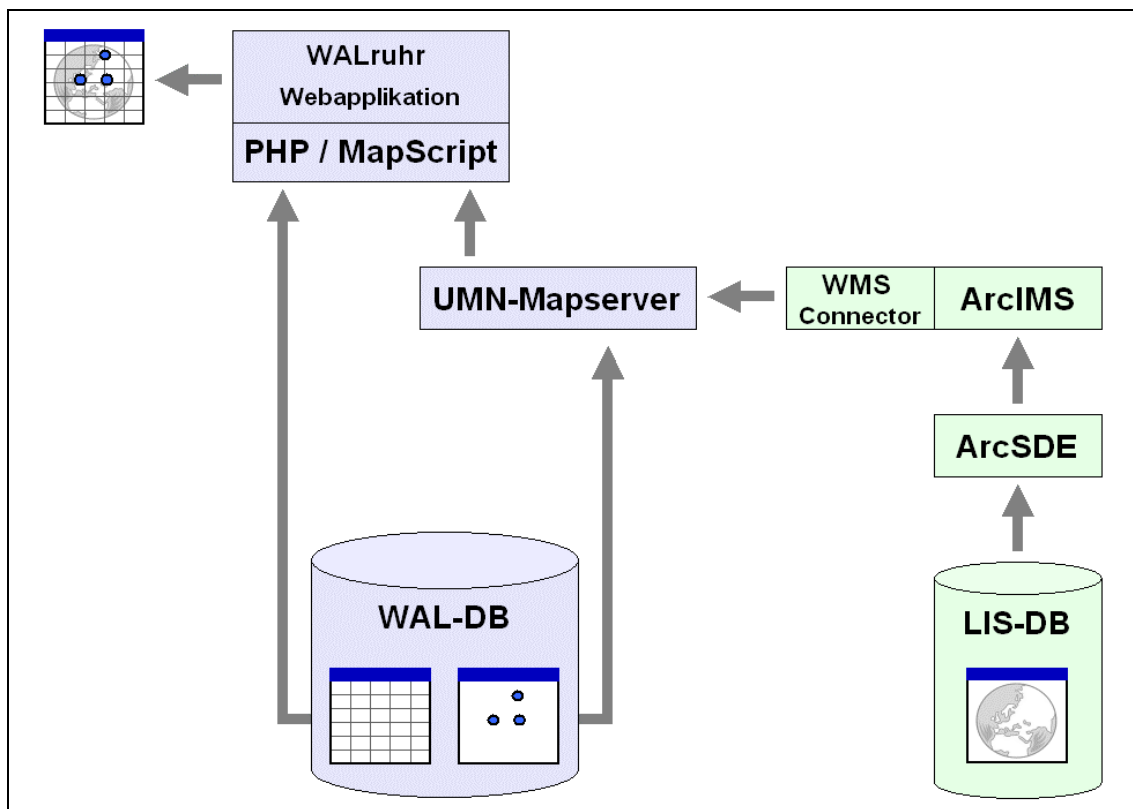 WALruhr
Webapplikation
PHP / MapScript
UMN-Mapserver
WMS
Connector
ArcIMS
ArcSDE
WAL-DB
LIS-DB